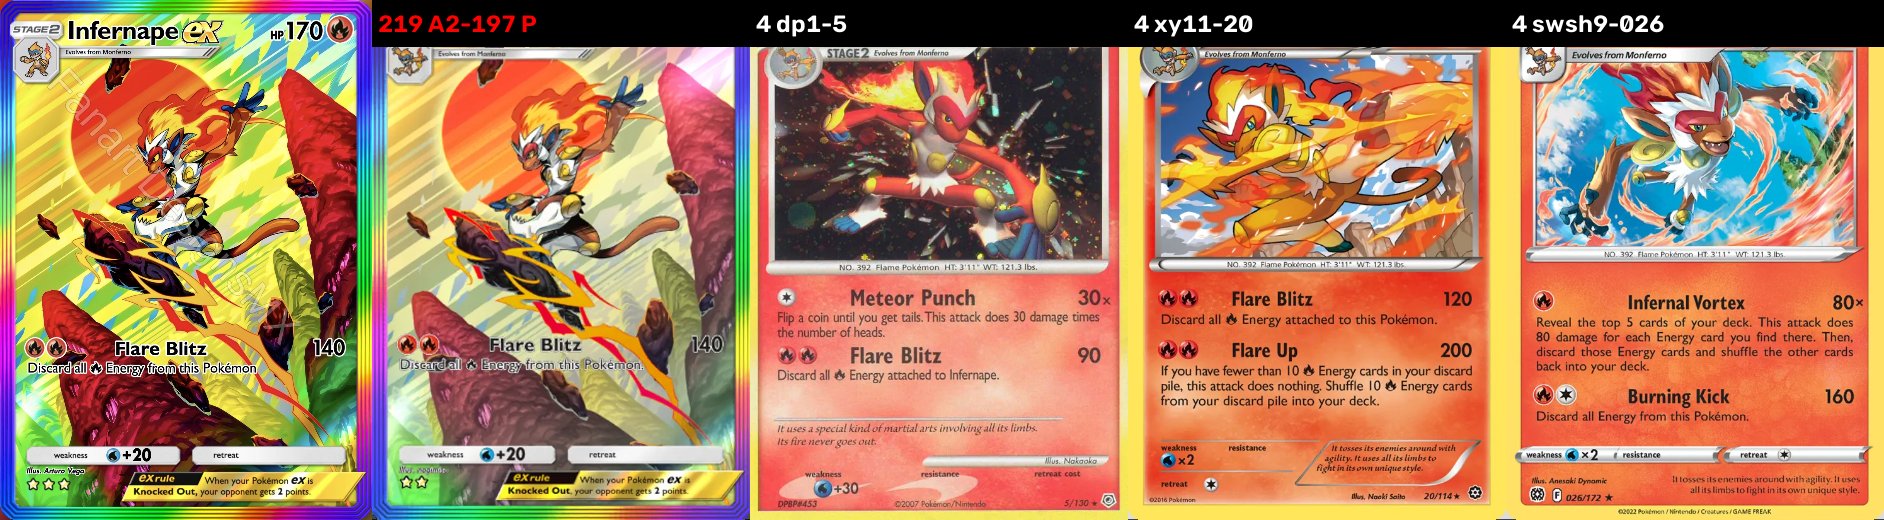 STAGE2 Infernape ex HP 170
Evolves from Monferno
Fanart
Flare Blitz 140
Discard all Energy from this Pokémon
weakness +20 retreat
Illus. Arturo Vega
ex rule When your Pokémon ex is
Knocked Out, your opponent gets 2 points.
219 A2-197 P
Evolves from Monferno
Flare Blitz 140
Discard all Energy from this Pokémon.
weakness +20 retreat
ex rule When your Pokémon ex is
Knocked Out, your opponent gets 2 points.
4 dp1-5
STAGE2 Evolves from Monferno
NO. 392 Flame Pokémon HT: 3'11" WT: 121.3 lbs.
Meteor Punch 30×
Flip a coin until you get tails. This attack does 30 damage times
the number of heads.
Flare Blitz 90
Discard all Energy attached to Infernape.
It uses a special kind of martial arts involving all its limbs.
Its fire never goes out.
Illus. Nakaoka
weakness resistance retreat cost
+30
DPBP#453 ©2007 Pokémon/Nintendo 5/130 ★
4 xy11-20
Evolves from Monferno
NO. 392 Flame Pokémon HT: 3'11" WT: 121.3 lbs.
Flare Blitz 120
Discard all Energy attached to this Pokémon.
Flare Up 200
If you have fewer than 10 Energy cards in your discard
pile, this attack does nothing. Shuffle 10 Energy cards
from your discard pile into your deck.
weakness resistance
×2
It tosses its enemies around with
agility. It uses all its limbs to
fight in its own unique style.
retreat
©2016 Pokémon Illus. Naoki Saito 20/114 ★
4 swsh9-026
Evolves from Monferno
NO. 392 Flame Pokémon HT: 3'11" WT: 121.3 lbs.
Infernal Vortex 80×
Reveal the top 5 cards of your deck. This attack does
80 damage for each Energy card you find there. Then,
discard those Energy cards and shuffle the other cards
back into your deck.
Burning Kick 160
Discard all Energy from this Pokémon.
weakness ×2 resistance retreat
Illus. Anesaki Dynamic
F 026/172 ★
It tosses its enemies around with agility. It uses
all its limbs to fight in its own unique style.
©2022 Pokémon / Nintendo / Creatures / GAME FREAK